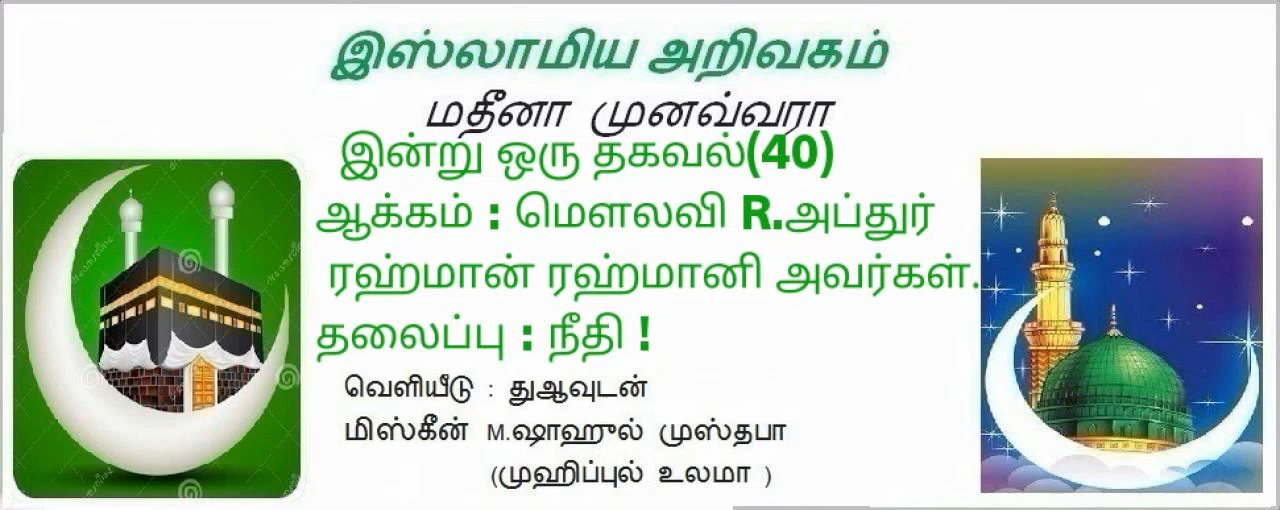 இஸ்லாமிய அறிவகம்
மதீனா முனவ்வரா
இன்று ஒரு தகவல்(40)
ஆக்கம் : மௌலவி R.அப்துர்
ரஹ்மான் ரஹ்மானி அவர்கள்.
தலைப்பு : நீதி !
வெளியீடு : துஆவுடன்
மிஸ்கீன் M.ஷாஹுல் முஸ்தபா
(முஹிப்புல் உலமா )